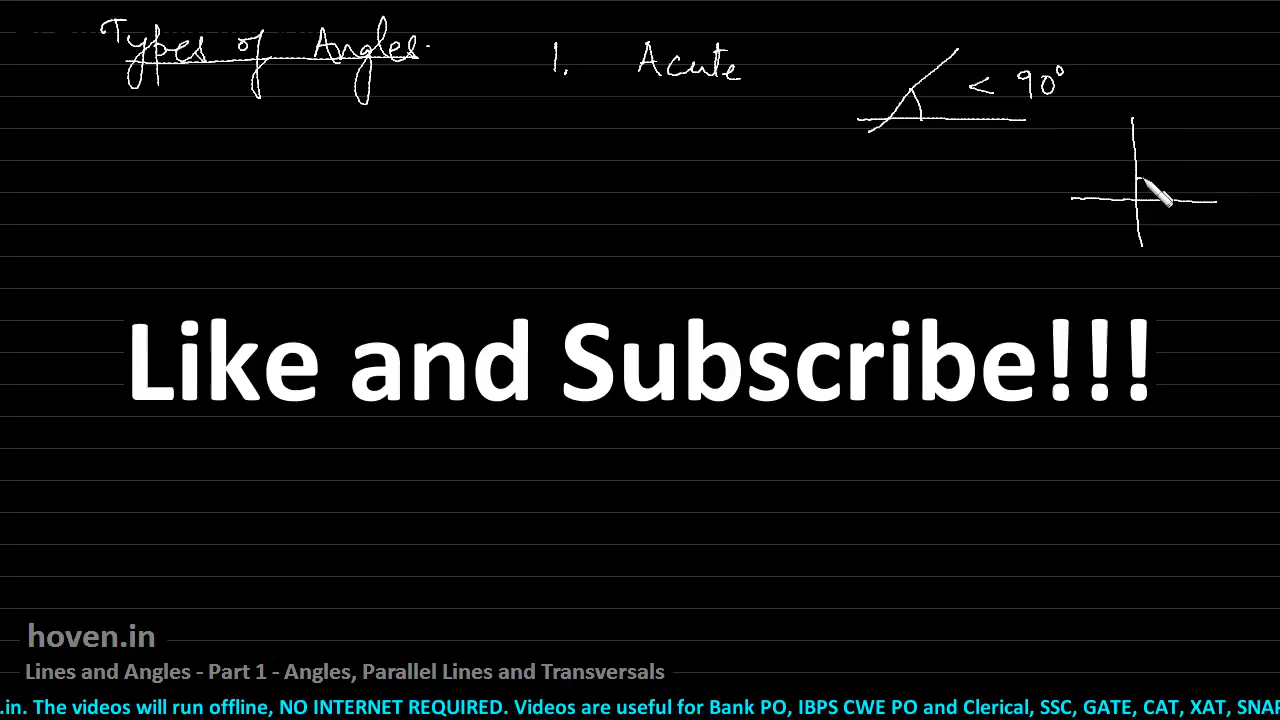 Types of Angles. 1. Acute < 90°
Like and Subscribe!!!
hoven.in
Lines and Angles - Part 1 - Angles, Parallel Lines and Transversals
.in. The videos will run offline, NO INTERNET REQUIRED. Videos are useful for Bank PO, IBPS CWE PO and Clerical, SSC, GATE, CAT, XAT, SNAP